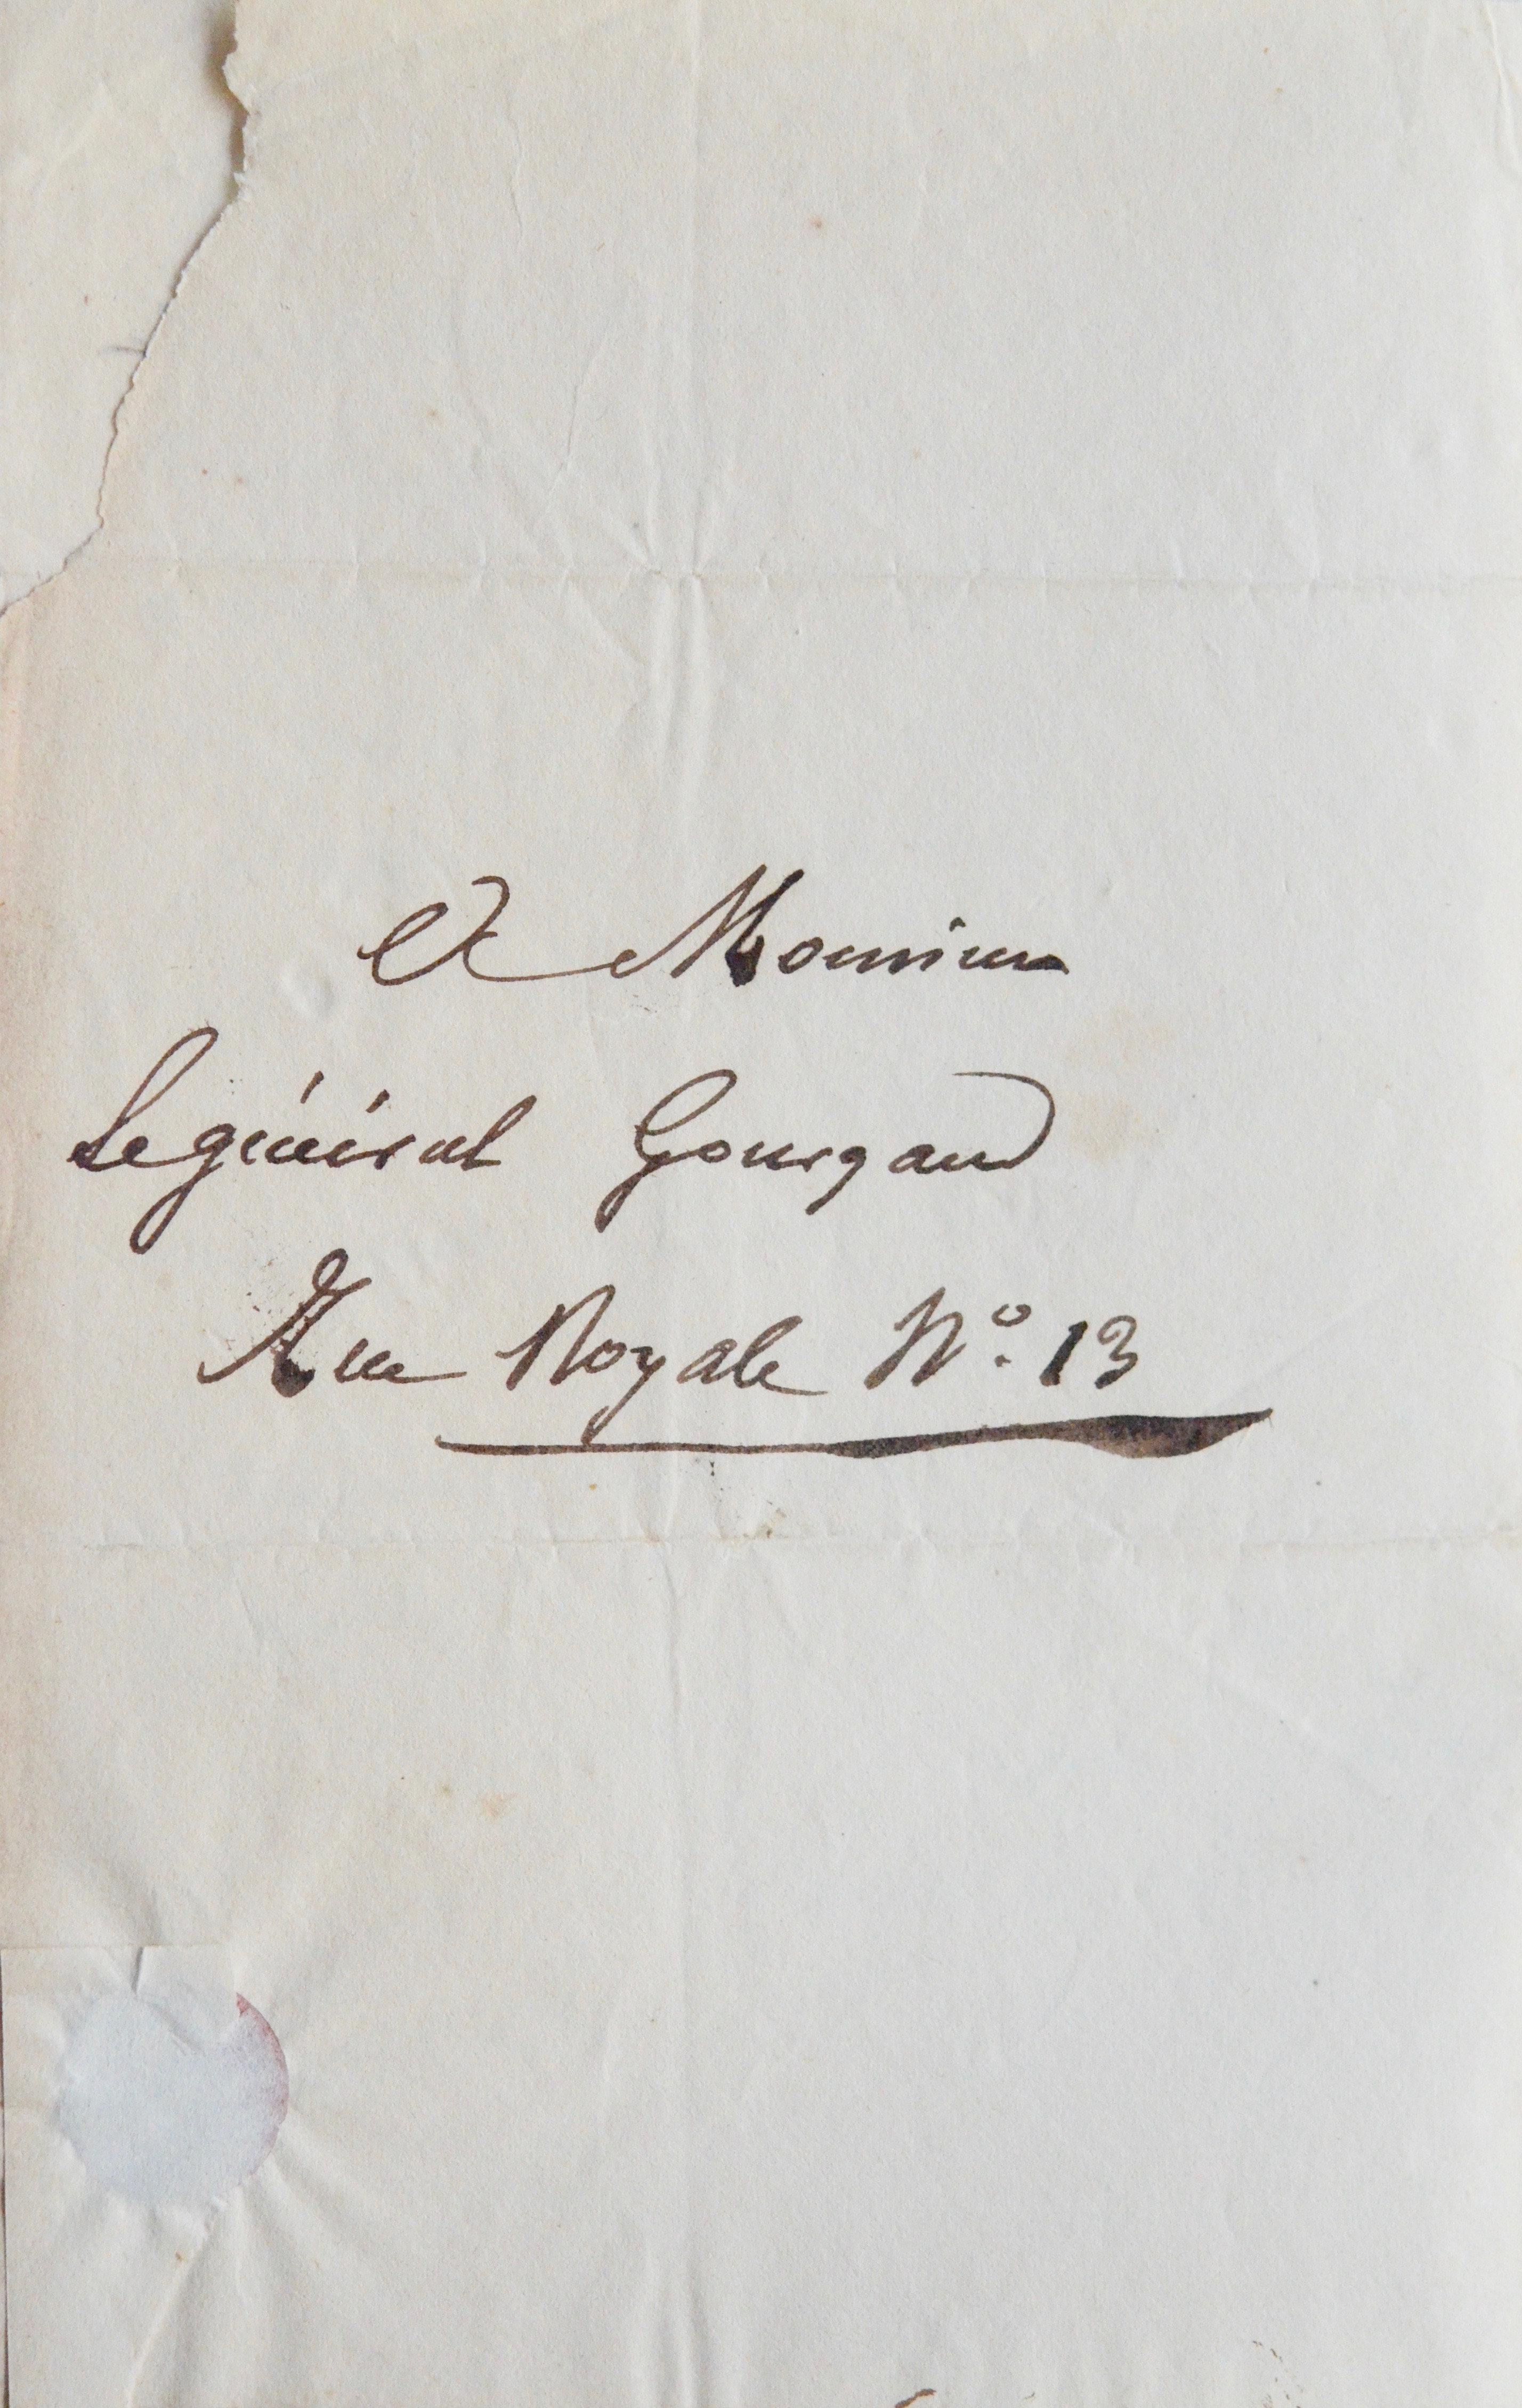 A Monsieur
Le général Gourgaud
Rue Royale N° 13